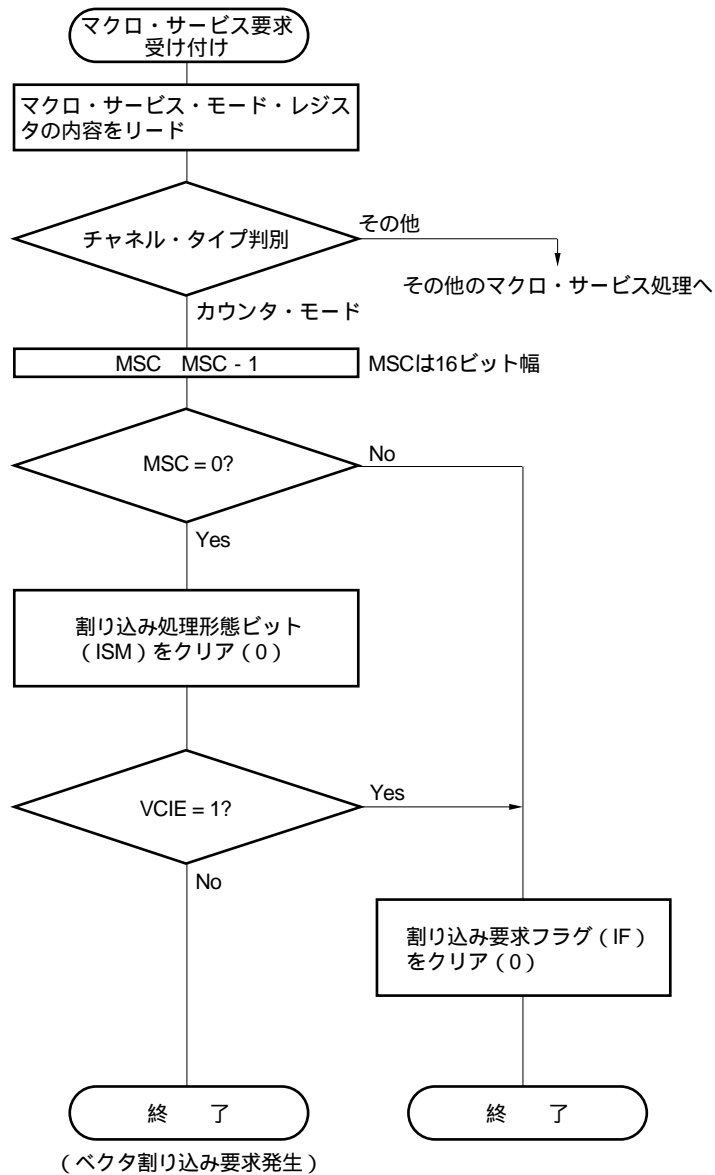 マクロ・サービス要求
受け付け
マクロ・サービス・モード・レジス
タの内容をリード
チャネル・タイプ判別
その他
その他のマクロ・サービス処理へ
カウンタ・モード
MSC　MSC - 1
MSCは16ビット幅
MSC = 0?
No
Yes
割り込み処理形態ビット
（ISM）をクリア（0）
VCIE = 1?
Yes
No
割り込み要求フラグ（IF）
をクリア（0）
終　了
（ベクタ割り込み要求発生）
終　了